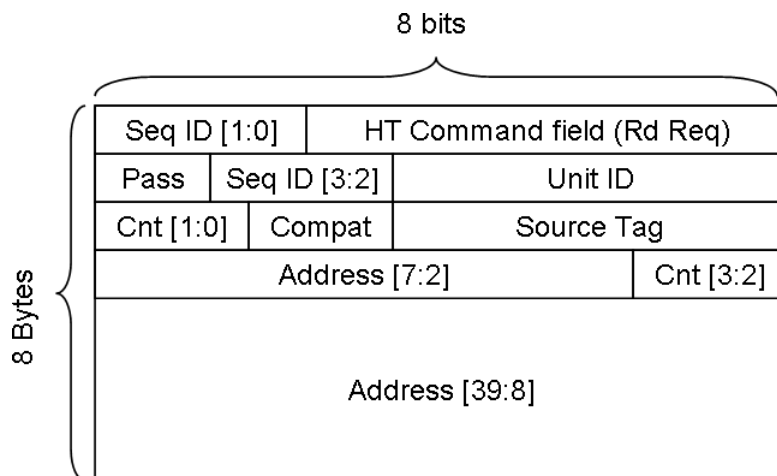 8 bits
Seq ID [1:0] HT Command field (Rd Req)
Pass Seq ID [3:2] Unit ID
Cnt [1:0] Compat Source Tag
Address [7:2] Cnt [3:2]
8 Bytes
Address [39:8]